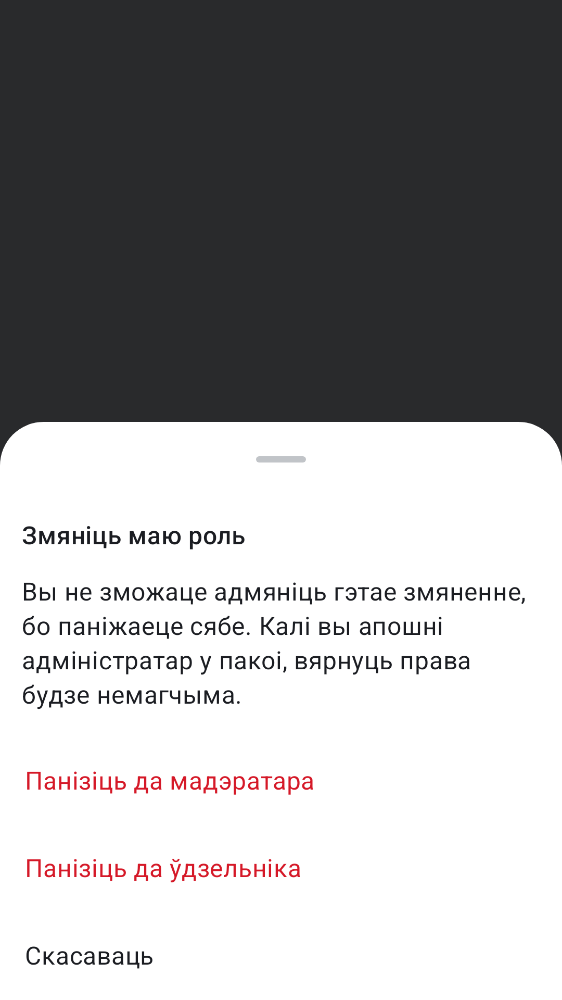 Змяніць маю роль
Вы не зможаце адмяніць гэтае змяненне,
бо паніжаеце сябе. Калі вы апошні
адміністратар у пакоі, вярнуць права
будзе немагчыма.
Панізіць да мадэратара
Панізіць да ўдзельніка
Скасаваць